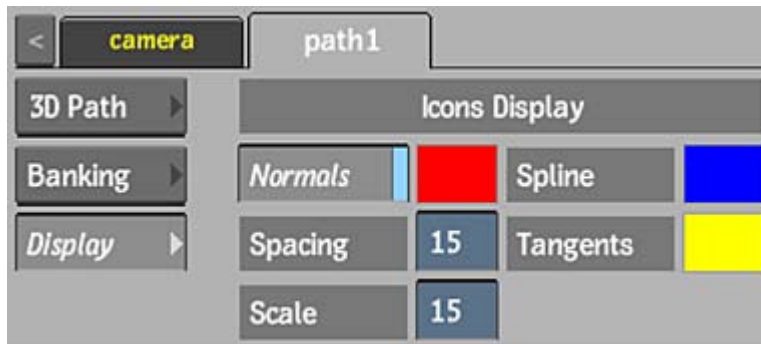 < camera path1
3D Path Icons Display
Banking Normals Spline
Display Spacing 15 Tangents
Scale 15